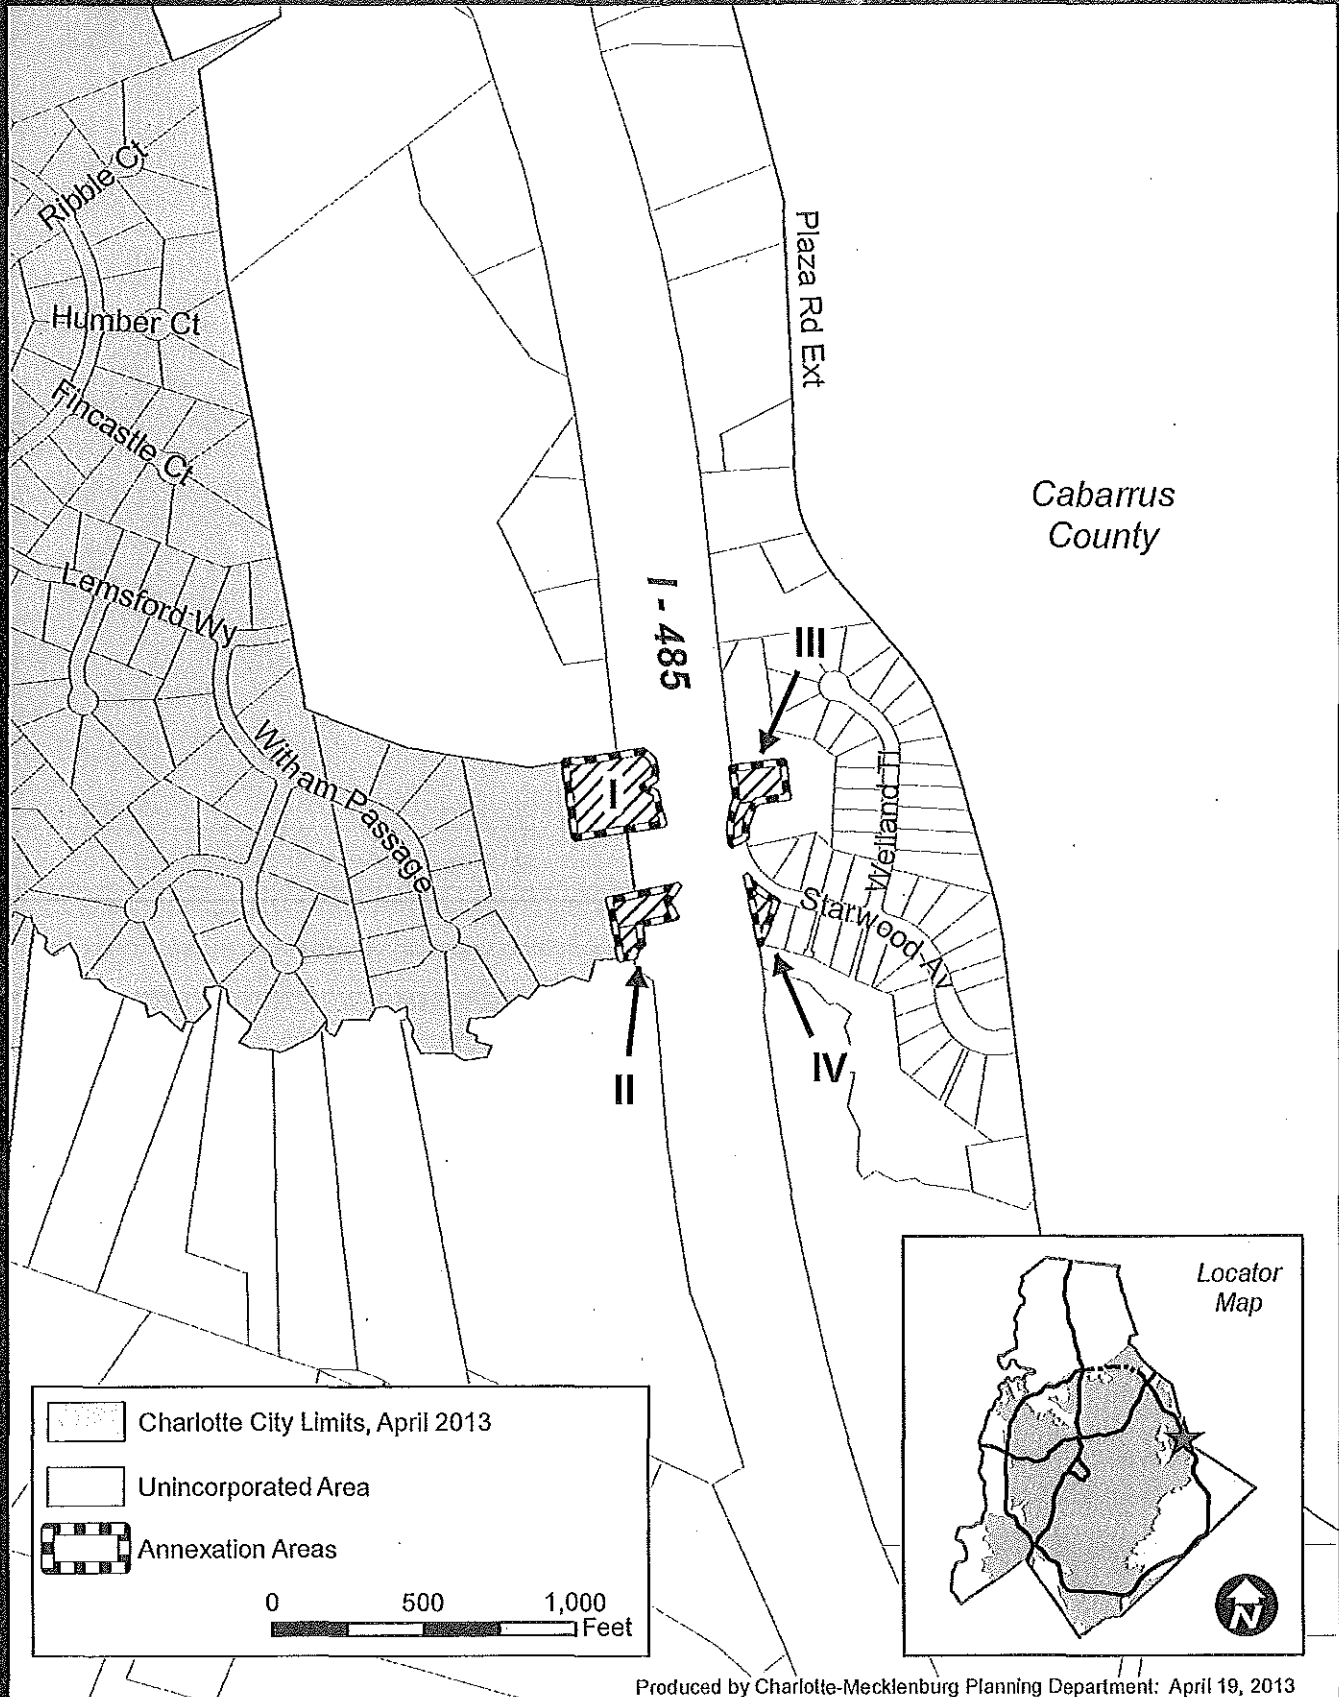 Ribble Ct
Humber Ct
Fincastle Ct
Lemsford Wy
Witham Passage
Plaza Rd Ext
Cabarrus
County
I - 485
III
I
Welland Tr
Starwood Av
II
IV
Locator
Map
N
Charlotte City Limits, April 2013
Unincorporated Area
Annexation Areas
0 500 1,000
Feet
Produced by Charlotte-Mecklenburg Planning Department: April 19, 2013